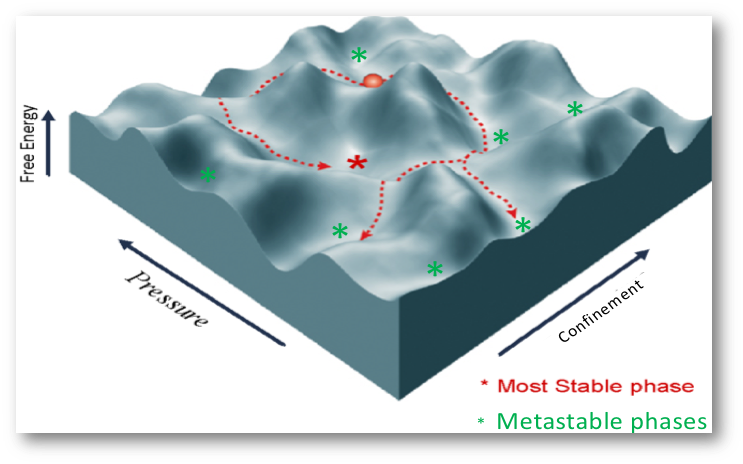 Free Energy
Pressure
Confinement
* Most Stable phase
* Metastable phases